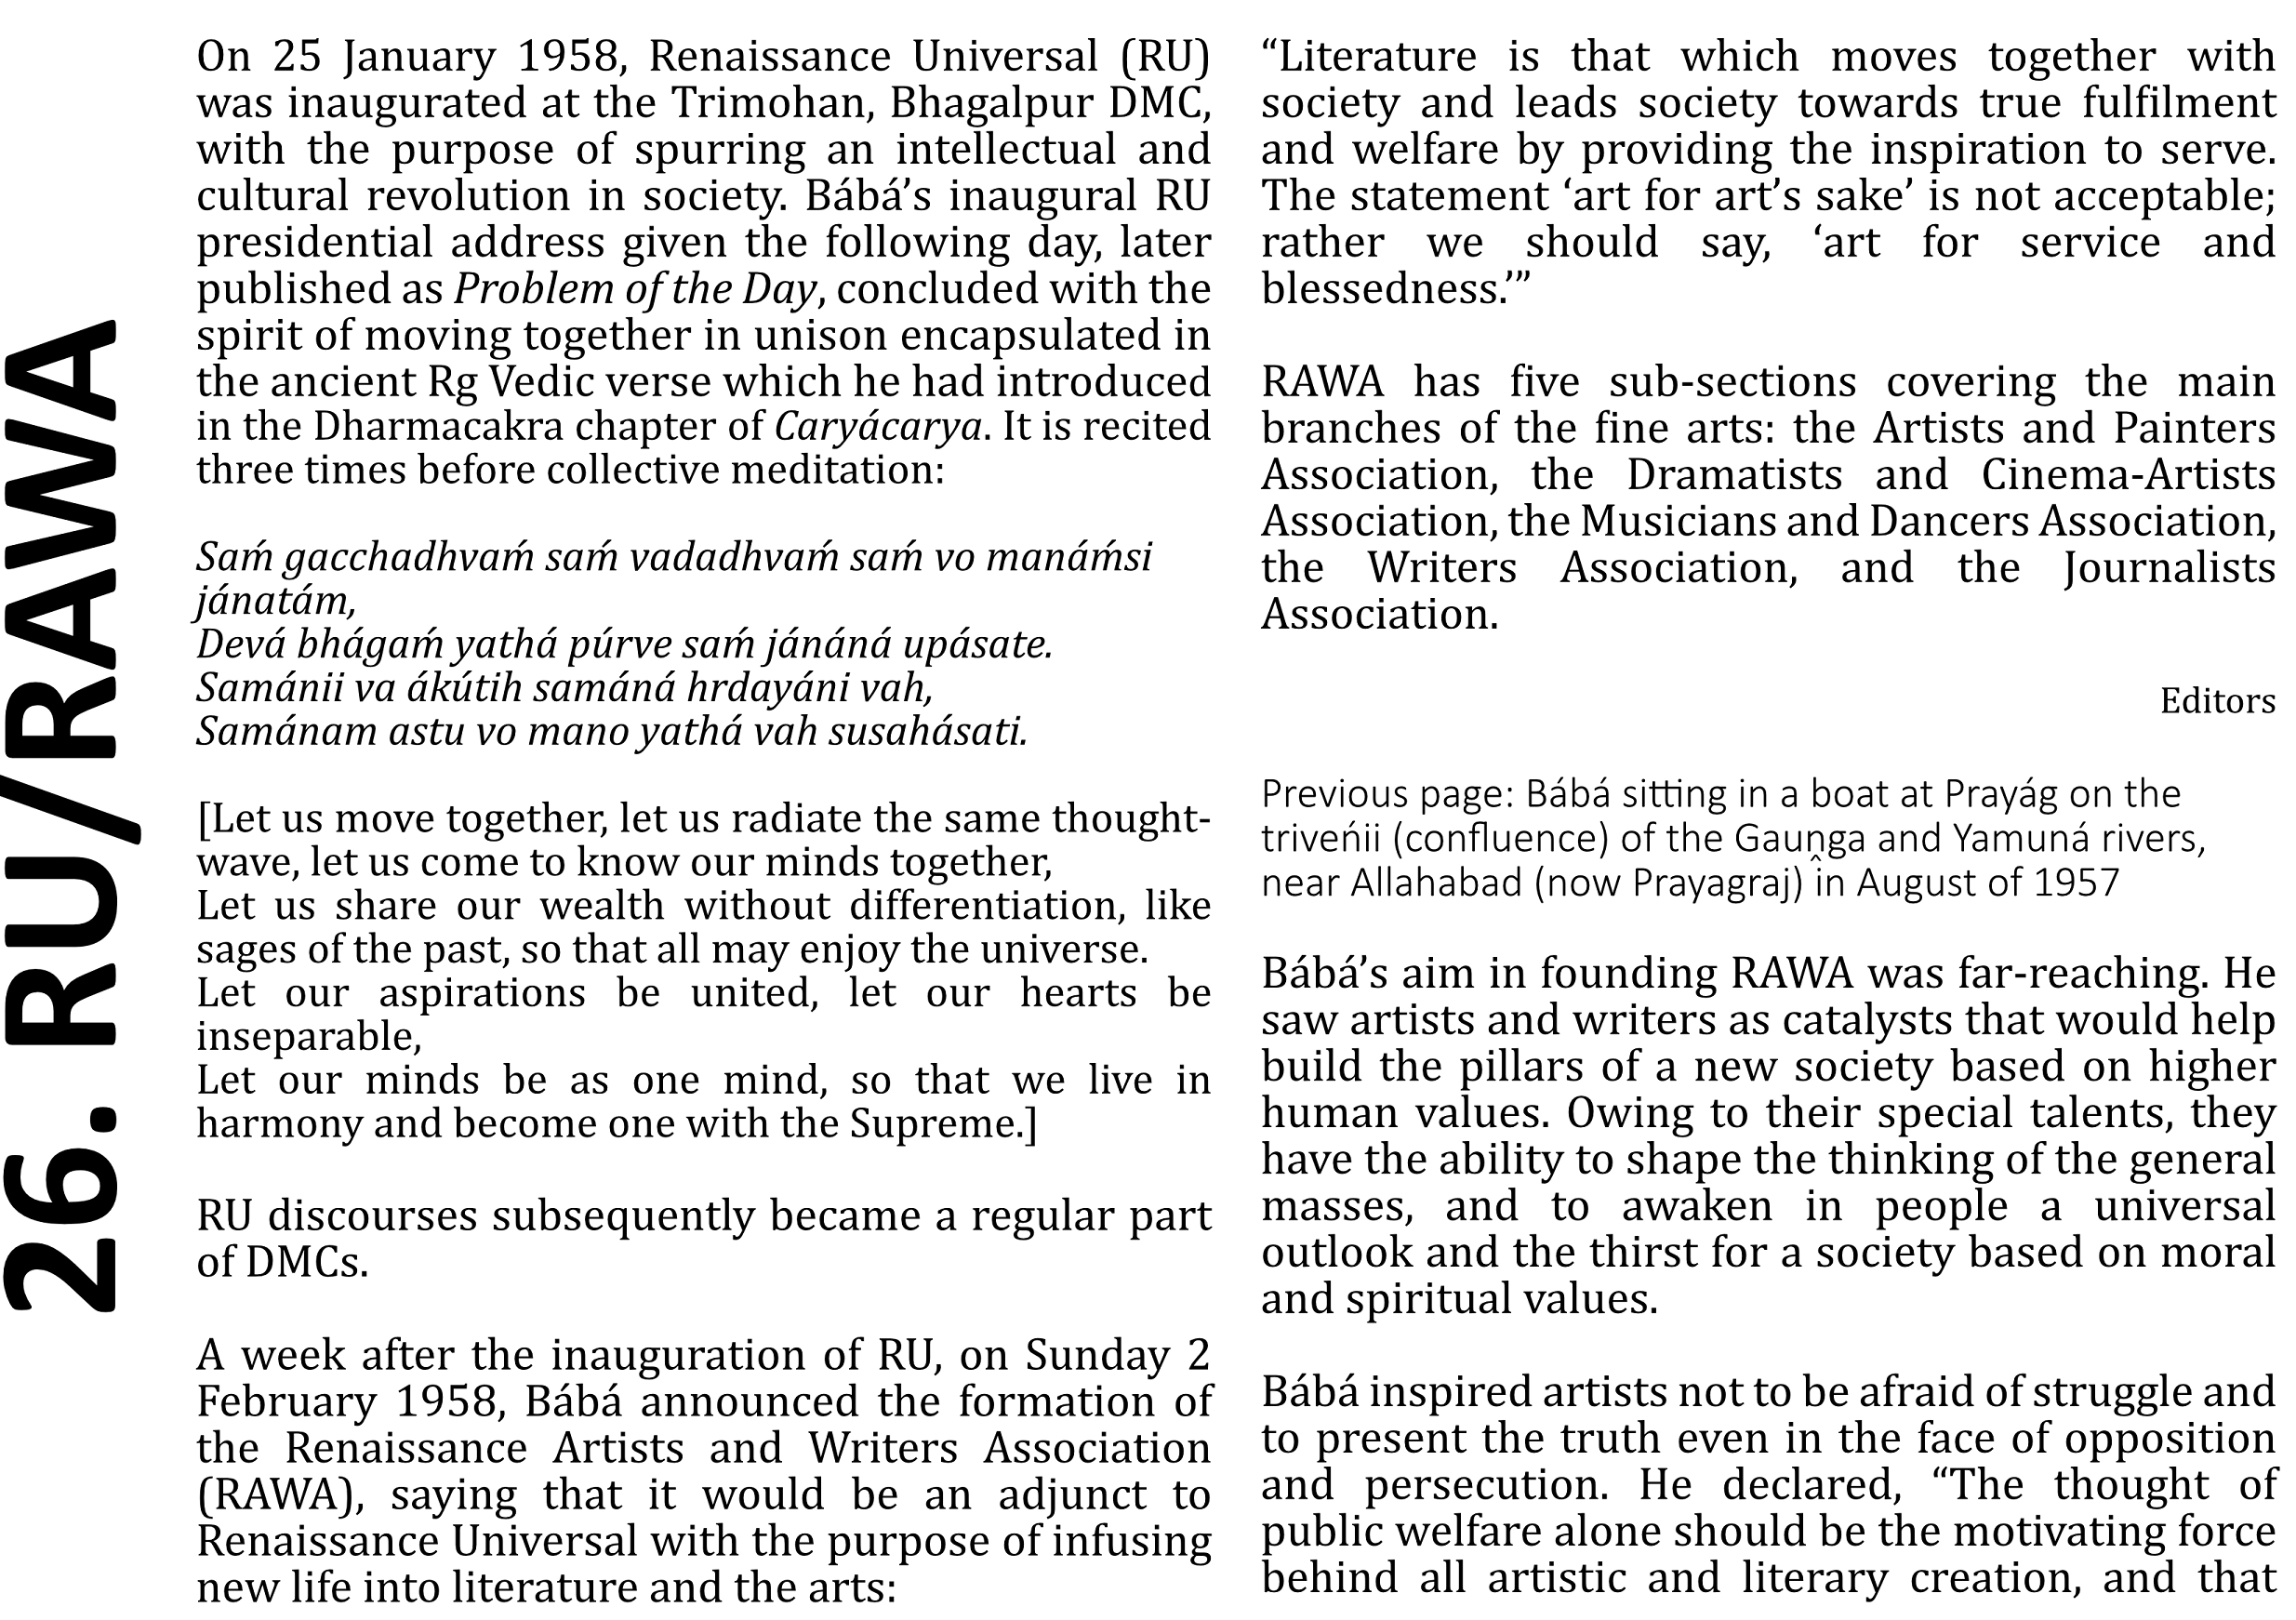 26. RU/RAWA
On 25 January 1958, Renaissance Universal (RU)
was inaugurated at the Trimohan, Bhagalpur DMC,
with the purpose of spurring an intellectual and
cultural revolution in society. Bábá’s inaugural RU
presidential address given the following day, later
published as Problem of the Day, concluded with the
spirit of moving together in unison encapsulated in
the ancient Rg Vedic verse which he had introduced
in the Dharmacakra chapter of Caryácarya. It is recited
three times before collective meditation:
Saḿ gacchadhvaḿ saḿ vadadhvaḿ saḿ vo manáḿsi
jánatám,
Devá bhágaḿ yathá púrve saḿ jánáná upásate.
Samánii va ákútih samáná hrdayáni vah,
Samánam astu vo mano yathá vah susahásati.
[Let us move together, let us radiate the same thought-
wave, let us come to know our minds together,
Let us share our wealth without differentiation, like
sages of the past, so that all may enjoy the universe.
Let our aspirations be united, let our hearts be
inseparable,
Let our minds be as one mind, so that we live in
harmony and become one with the Supreme.]
RU discourses subsequently became a regular part
of DMCs.
A week after the inauguration of RU, on Sunday 2
February 1958, Bábá announced the formation of
the Renaissance Artists and Writers Association
(RAWA), saying that it would be an adjunct to
Renaissance Universal with the purpose of infusing
new life into literature and the arts:
“Literature is that which moves together with
society and leads society towards true fulfilment
and welfare by providing the inspiration to serve.
The statement ‘art for art’s sake’ is not acceptable;
rather we should say, ‘art for service and
blessedness.’”
RAWA has five sub-sections covering the main
branches of the fine arts: the Artists and Painters
Association, the Dramatists and Cinema-Artists
Association, the Musicians and Dancers Association,
the Writers Association, and the Journalists
Association.
Editors
Previous page: Bábá sitting in a boat at Prayág on the
triveńii (confluence) of the Gauṋga and Yamuná rivers,
near Allahabad (now Prayagraj) in August of 1957
Bábá’s aim in founding RAWA was far-reaching. He
saw artists and writers as catalysts that would help
build the pillars of a new society based on higher
human values. Owing to their special talents, they
have the ability to shape the thinking of the general
masses, and to awaken in people a universal
outlook and the thirst for a society based on moral
and spiritual values.
Bábá inspired artists not to be afraid of struggle and
to present the truth even in the face of opposition
and persecution. He declared, “The thought of
public welfare alone should be the motivating force
behind all artistic and literary creation, and that